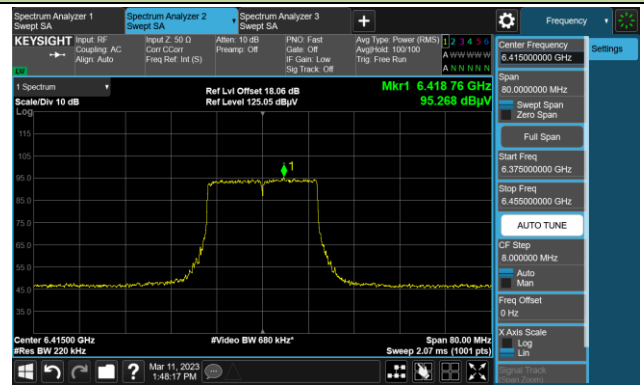 Spectrum Analyzer 1
Swept SA
Spectrum Analyzer 2
Swept SA
Spectrum Analyzer 3
Swept SA
Frequency
KEYSIGHT
Input: RF
Coupling: AC
Align: Auto
Input Z: 50 Ω
Corr CCorr
Freq Ref: Int (S)
Atten: 10 dB
Preamp: Off
PNO: Fast
Gate: Off
IF Gain: Low
Sig Track: Off
Avg Type: Power (RMS)
Avg|Hold: 100/100
Trig: Free Run
1 2 3 4 5 6
A W W W W W
A N N N N N
LXI
1 Spectrum
Scale/Div 10 dB
Log
Ref Lvl Offset 18.06 dB
Ref Level 125.05 dBµV
Mkr1 6.418 76 GHz
95.268 dBµV
115
105
95.0
85.0
75.0
65.0
55.0
45.0
35.0
1
Center 6.41500 GHz
#Res BW 220 kHz
#Video BW 680 kHz*
Span 80.00 MHz
Sweep 2.07 ms (1001 pts)
Center Frequency
6.415000000 GHz
Settings
Span
80.0000000 MHz
Swept Span
Zero Span
Full Span
Start Freq
6.375000000 GHz
Stop Freq
6.455000000 GHz
AUTO TUNE
CF Step
8.000000 MHz
Auto
Man
Freq Offset
0 Hz
X Axis Scale
Log
Lin
Signal Track
(Span Zoom)
Mar 11, 2023
1:48:17 PM